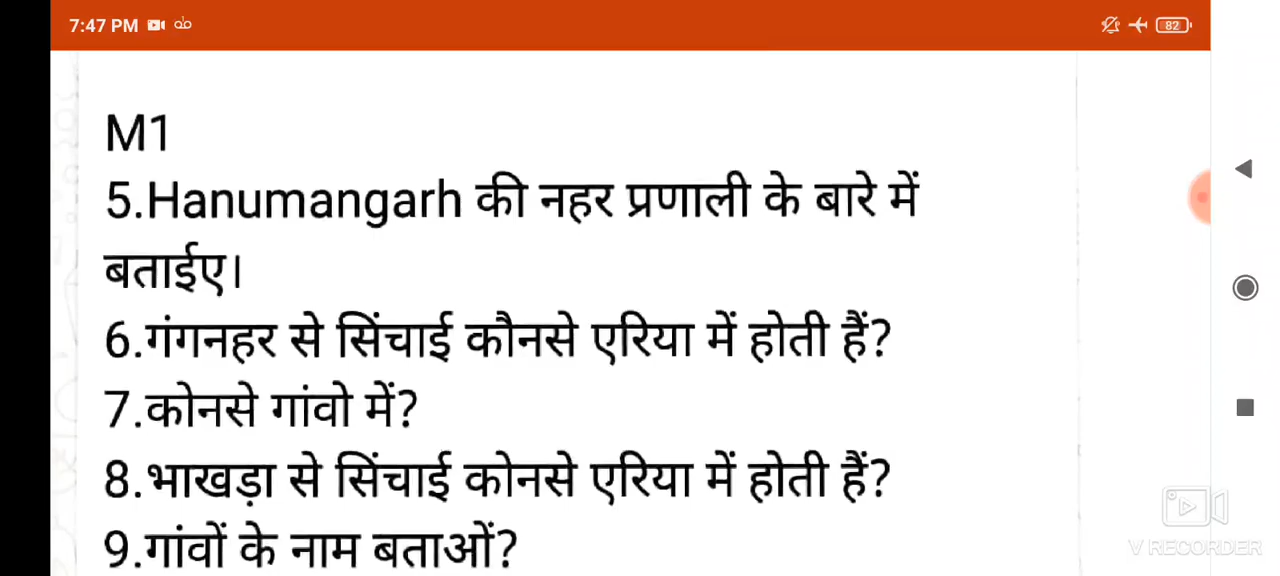 7:47 PM
82
M1
5.Hanumangarh की नहर प्रणाली के बारे में
बताईए।
6.गंगनहर से सिंचाई कौनसे एरिया में होती हैं?
7.कोनसे गांवो में?
8.भाखड़ा से सिंचाई कोनसे एरिया में होती हैं?
9.गांवों के नाम बताओं?
V RECORDER